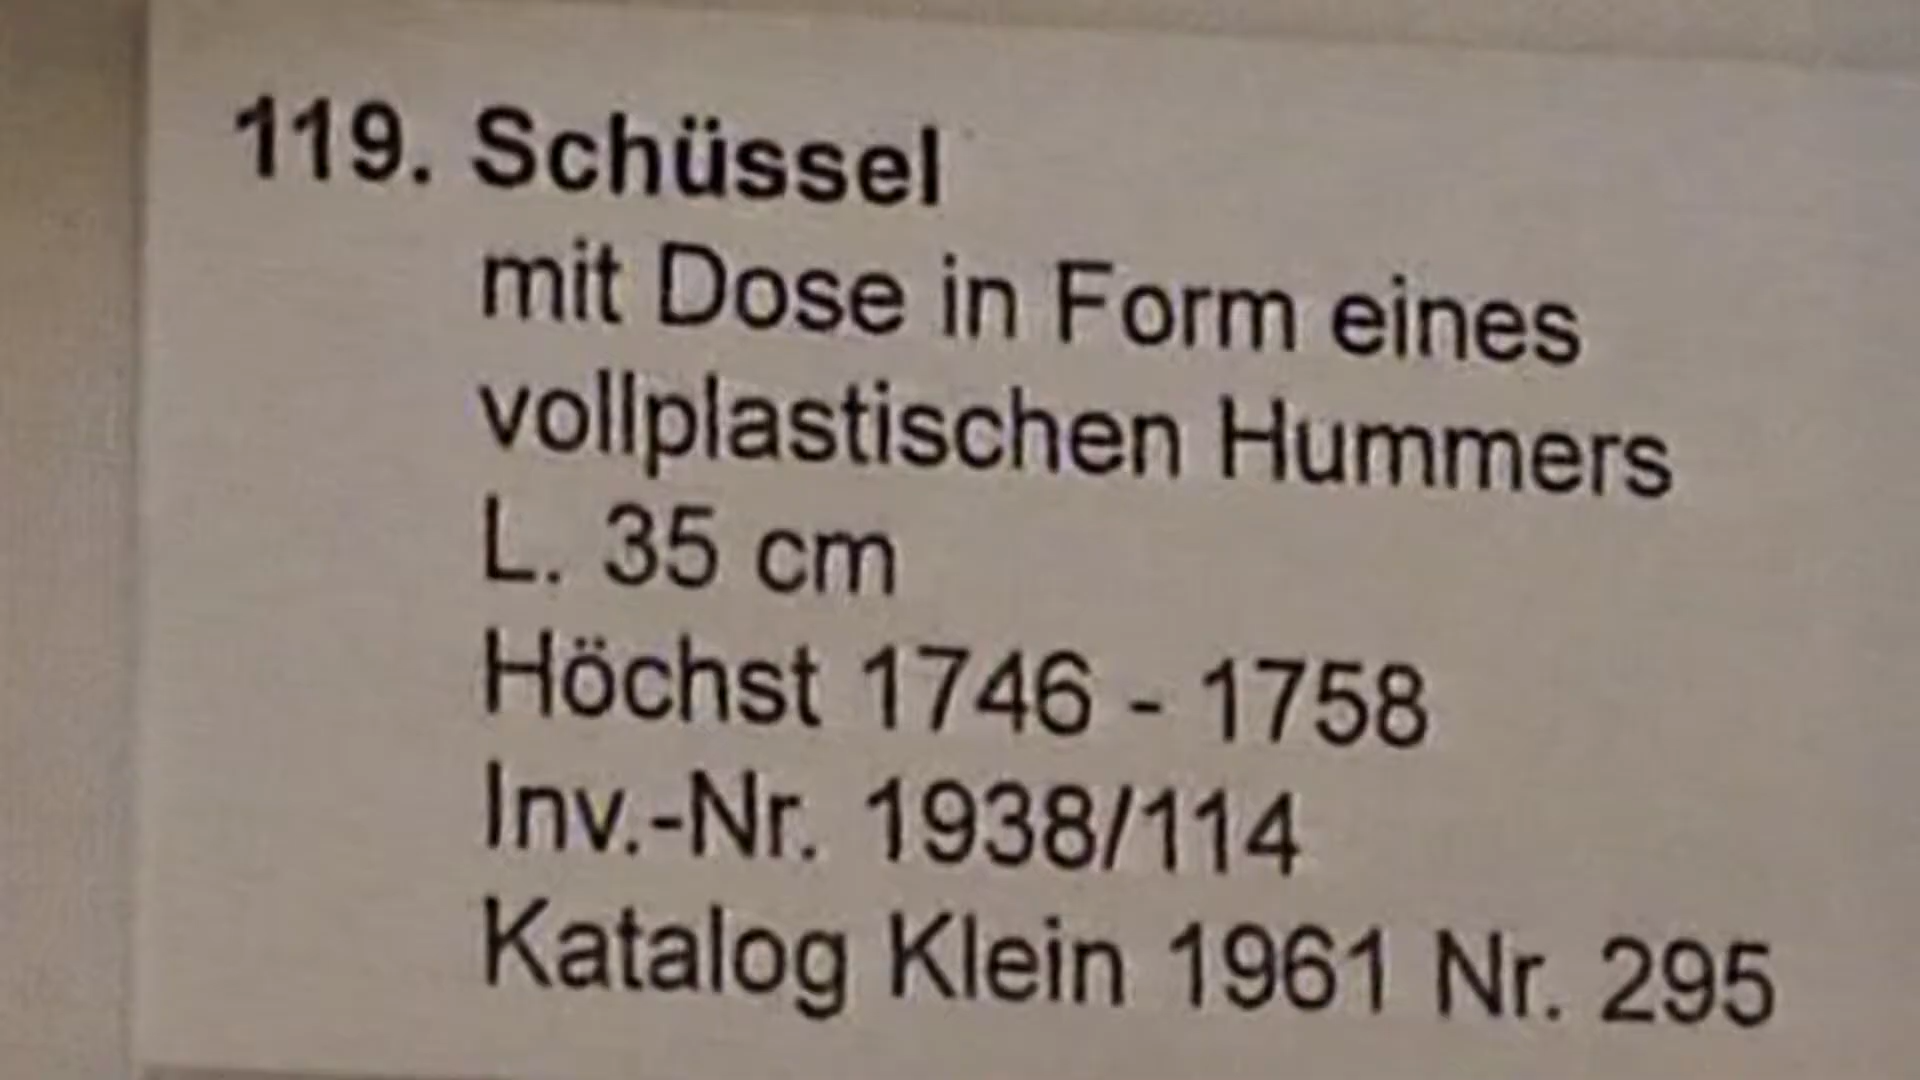 119. Schüssel
mit Dose in Form eines
vollplastischen Hummers
L. 35 cm
Höchst 1746 - 1758
Inv.-Nr. 1938/114
Katalog Klein 1961 Nr. 295